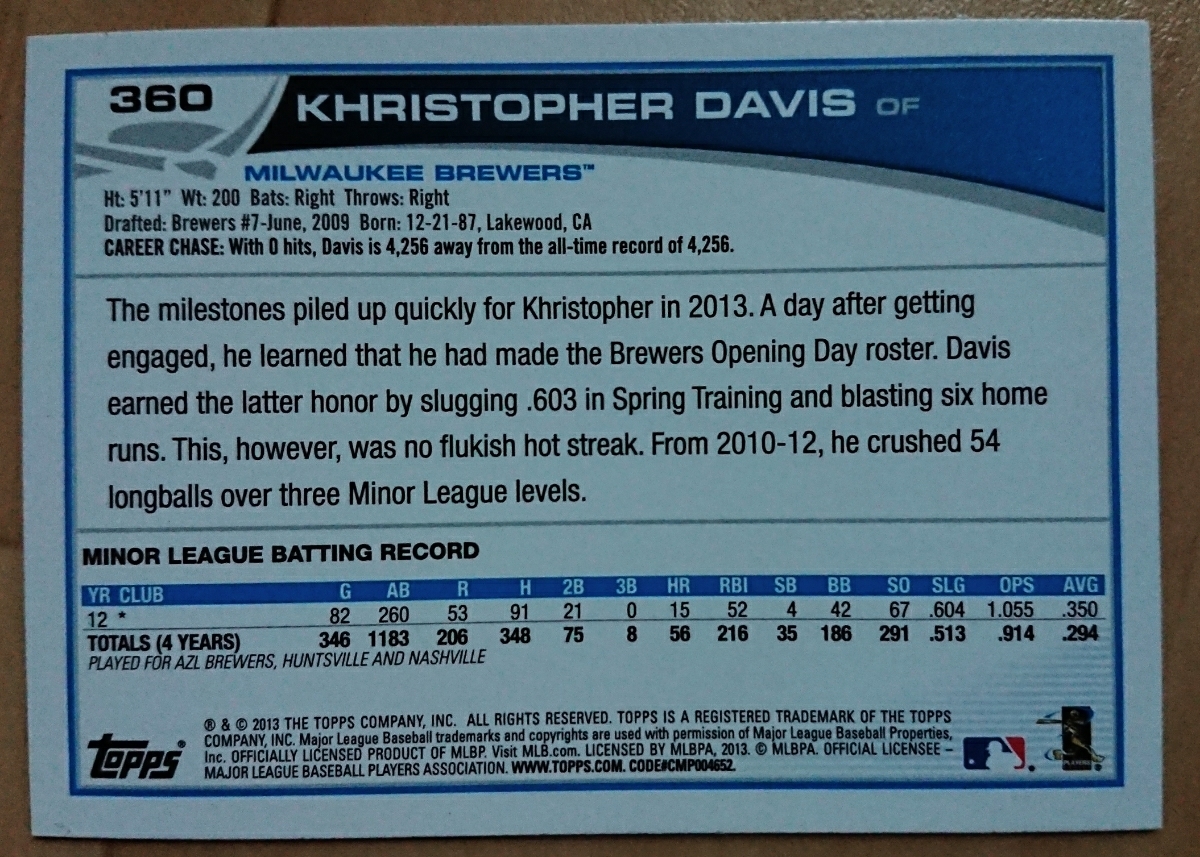 360
KHRISTOPHER DAVIS OF
MILWAUKEE BREWERS™
Ht: 5'11" Wt: 200 Bats: Right Throws: Right
Drafted: Brewers #7-June, 2009 Born: 12-21-87, Lakewood, CA
CAREER CHASE: With 0 hits, Davis is 4,256 away from the all-time record of 4,256.
The milestones piled up quickly for Khristopher in 2013. A day after getting
engaged, he learned that he had made the Brewers Opening Day roster. Davis
earned the latter honor by slugging .603 in Spring Training and blasting six home
runs. This, however, was no flukish hot streak. From 2010-12, he crushed 54
longballs over three Minor League levels.
MINOR LEAGUE BATTING RECORD
YR CLUB G AB R H 2B 3B HR RBI SB BB SO SLG OPS AVG
12 * 82 260 53 91 21 0 15 52 4 42 67 .604 1.055 .350
TOTALS (4 YEARS) 346 1183 206 348 75 8 56 216 35 186 291 .513 .914 .294
PLAYED FOR AZL BREWERS, HUNTSVILLE AND NASHVILLE
® & © 2013 THE TOPPS COMPANY, INC. ALL RIGHTS RESERVED. TOPPS IS A REGISTERED TRADEMARK OF THE TOPPS
COMPANY, INC. Major League Baseball trademarks and copyrights are used with permission of Major League Baseball Properties,
Inc. OFFICIALLY LICENSED PRODUCT OF MLBP. Visit MLB.com. LICENSED BY MLBPA, 2013. © MLBPA. OFFICIAL LICENSEE –
MAJOR LEAGUE BASEBALL PLAYERS ASSOCIATION. WWW.TOPPS.COM. CODE#CMP004652.
topps®
PLAYERS